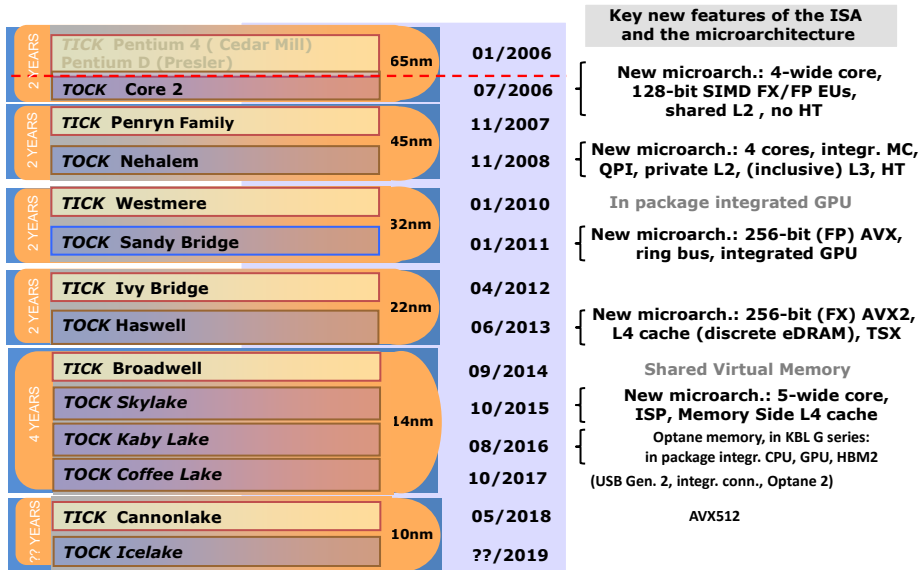 Key new features of the ISA
and the microarchitecture
2 YEARS
TICK Pentium 4 ( Cedar Mill)
Pentium D (Presler)
65nm
01/2006
TOCK Core 2
07/2006
New microarch.: 4-wide core,
128-bit SIMD FX/FP EUs,
shared L2 , no HT
2 YEARS
TICK Penryn Family
45nm
11/2007
TOCK Nehalem
11/2008
New microarch.: 4 cores, integr. MC,
QPI, private L2, (inclusive) L3, HT
2 YEARS
TICK Westmere
32nm
01/2010
In package integrated GPU
TOCK Sandy Bridge
01/2011
New microarch.: 256-bit (FP) AVX,
ring bus, integrated GPU
2 YEARS
TICK Ivy Bridge
22nm
04/2012
TOCK Haswell
06/2013
New microarch.: 256-bit (FX) AVX2,
L4 cache (discrete eDRAM), TSX
4 YEARS
TICK Broadwell
14nm
09/2014
Shared Virtual Memory
TOCK Skylake
10/2015
New microarch.: 5-wide core,
ISP, Memory Side L4 cache
TOCK Kaby Lake
08/2016
Optane memory, in KBL G series:
in package integr. CPU, GPU, HBM2
TOCK Coffee Lake
10/2017
(USB Gen. 2, integr. conn., Optane 2)
?? YEARS
TICK Cannonlake
10nm
05/2018
AVX512
TOCK Icelake
??/2019